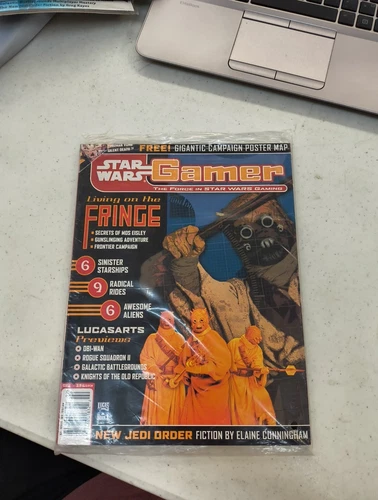 FREE! GIGANTIC CAMPAIGN POSTER MAP
STAR WARS Gamer
THE FORCE IN STAR WARS GAMING
Living on the
FRINGE
SECRETS OF MOS EISLEY
GUNSLINGING ADVENTURE
FRONTIER CAMPAIGN
6 SINISTER STARSHIPS
9 RADICAL RIDES
6 AWESOME ALIENS
LUCASARTS
Previews
OBI-WAN
ROGUE SQUADRON II
GALACTIC BATTLEGROUNDS
KNIGHTS OF THE OLD REPUBLIC
NEW JEDI ORDER FICTION BY ELAINE CUNNINGHAM